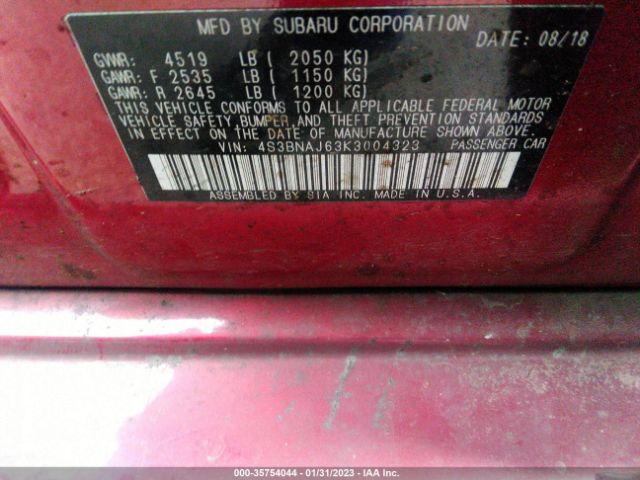 MFD BY SUBARU CORPORATION
DATE: 08/18
GVWR: 4519 LB ( 2050 KG)
GAWR: F 2535 LB ( 1150 KG)
GAWR: R 2645 LB ( 1200 KG)
THIS VEHICLE CONFORMS TO ALL APPLICABLE FEDERAL MOTOR
VEHICLE SAFETY, BUMPER, AND THEFT PREVENTION STANDARDS
IN EFFECT ON THE DATE OF MANUFACTURE SHOWN ABOVE.
VIN: 4S3BNAJ63K3004323 PASSENGER CAR
ASSEMBLED BY SIA INC. MADE IN U.S.A.
000-35754044 - 01/31/2023 - IAA Inc.